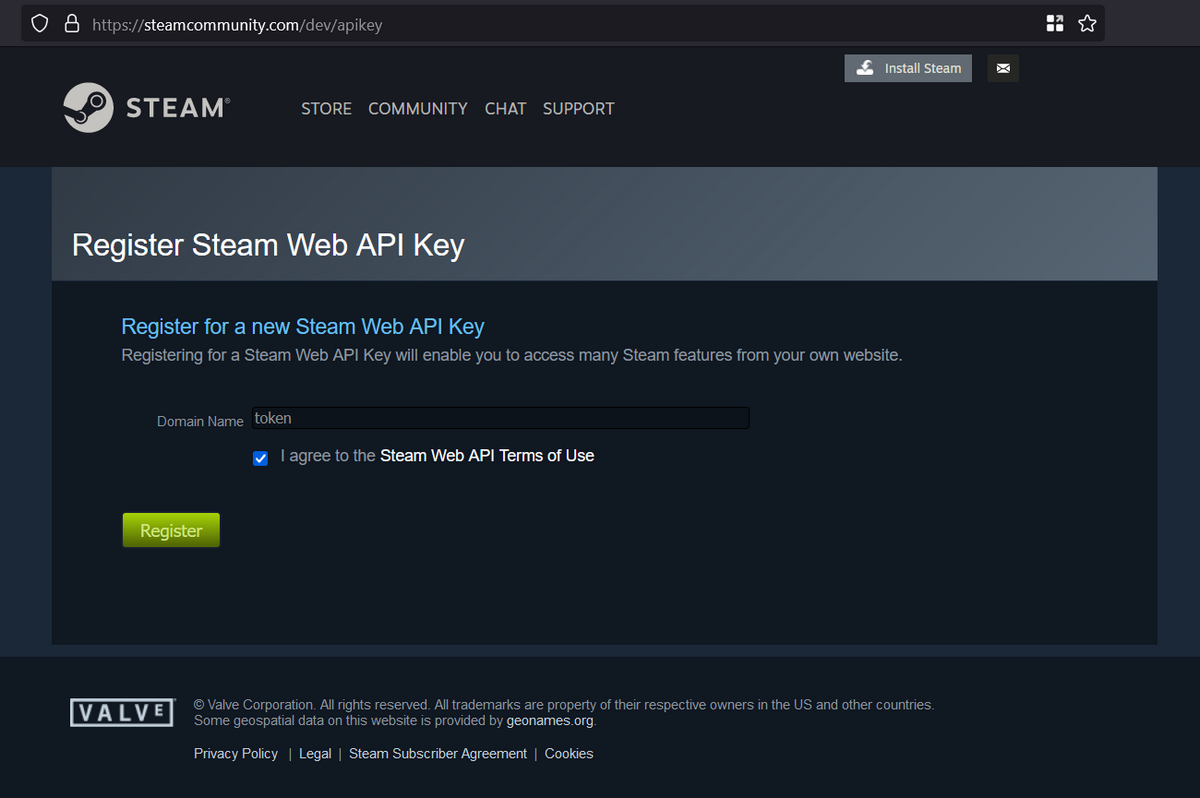 https://steamcommunity.com/dev/apikey
Install Steam
STEAM®
STORE COMMUNITY CHAT SUPPORT
Register Steam Web API Key
Register for a new Steam Web API Key
Registering for a Steam Web API Key will enable you to access many Steam features from your own website.
Domain Name token
I agree to the Steam Web API Terms of Use
Register
VALVE
© Valve Corporation. All rights reserved. All trademarks are property of their respective owners in the US and other countries.
Some geospatial data on this website is provided by geonames.org.
Privacy Policy | Legal | Steam Subscriber Agreement | Cookies